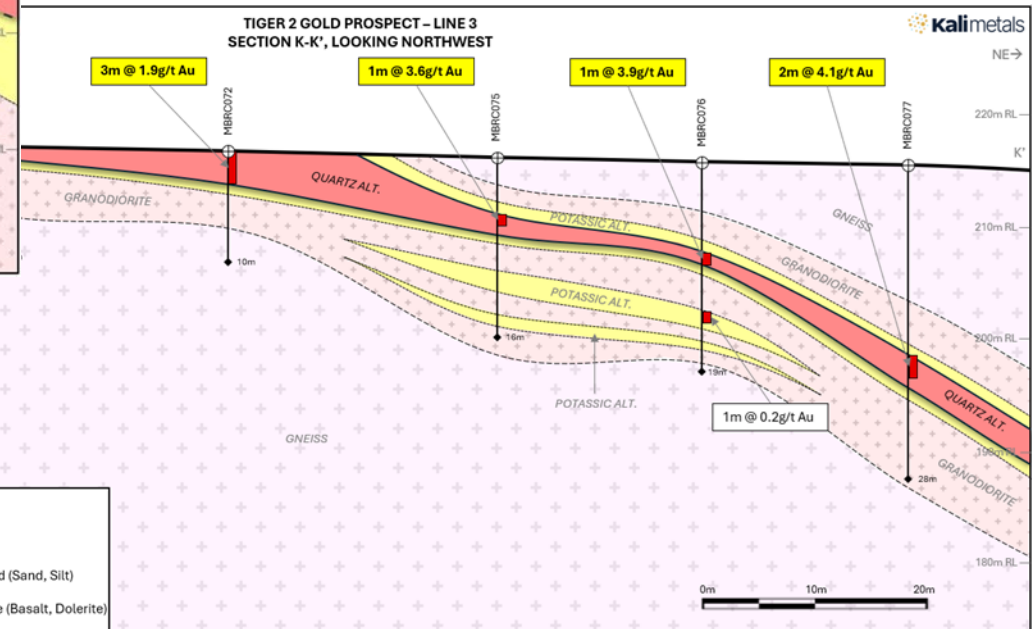 TIGER 2 GOLD PROSPECT – LINE 3
SECTION K-K’, LOOKING NORTHWEST
Kalimetals
NE→
3m @ 1.9g/t Au
1m @ 3.6g/t Au
1m @ 3.9g/t Au
2m @ 4.1g/t Au
MBRC072
MBRC075
MBRC076
MBRC077
220m RL
K’
QUARTZ ALT.
GRANODIORITE
POTASSIC ALT.
GNEISS
210m RL
GRANODIORITE
10m
POTASSIC ALT.
16m
19m
200m RL
POTASSIC ALT.
1m @ 0.2g/t Au
QUARTZ ALT.
GNEISS
190m RL
GRANODIORITE
28m
180m RL
d (Sand, Silt)
e (Basalt, Dolerite)
0m 10m 20m